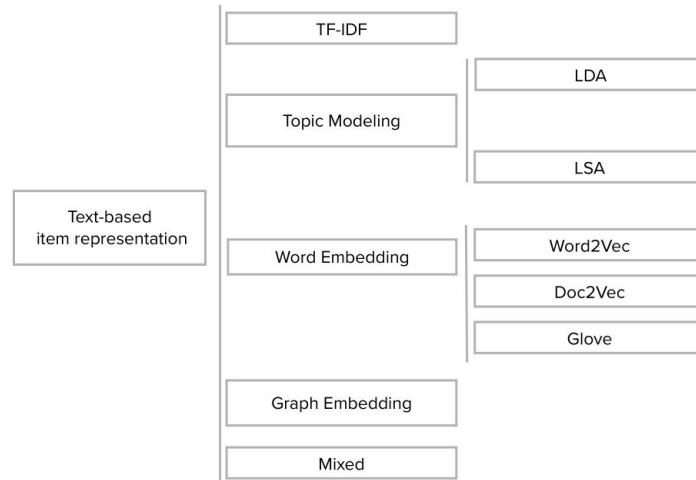 TF-IDF
LDA
Topic Modeling
LSA
Text-based
item representation
Word Embedding
Word2Vec
Doc2Vec
Glove
Graph Embedding
Mixed